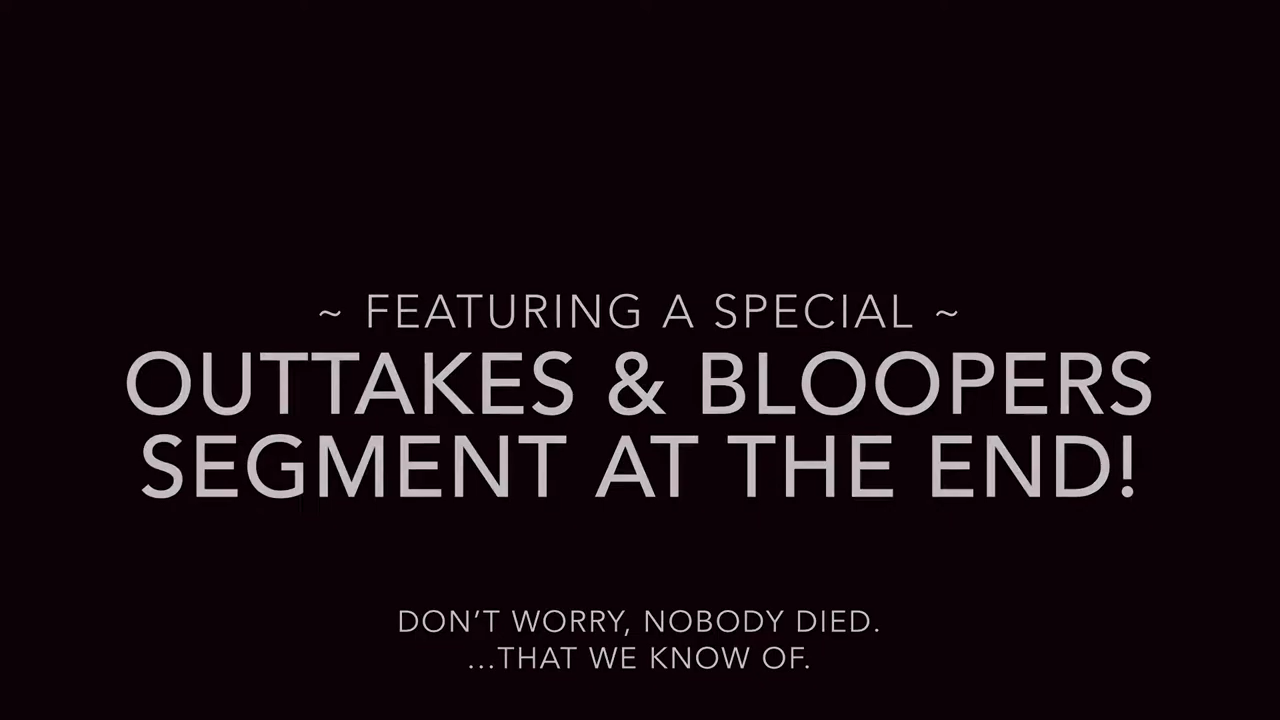 ~ FEATURING A SPECIAL ~
OUTTAKES & BLOOPERS
SEGMENT AT THE END!
DON’T WORRY, NOBODY DIED.
...THAT WE KNOW OF.